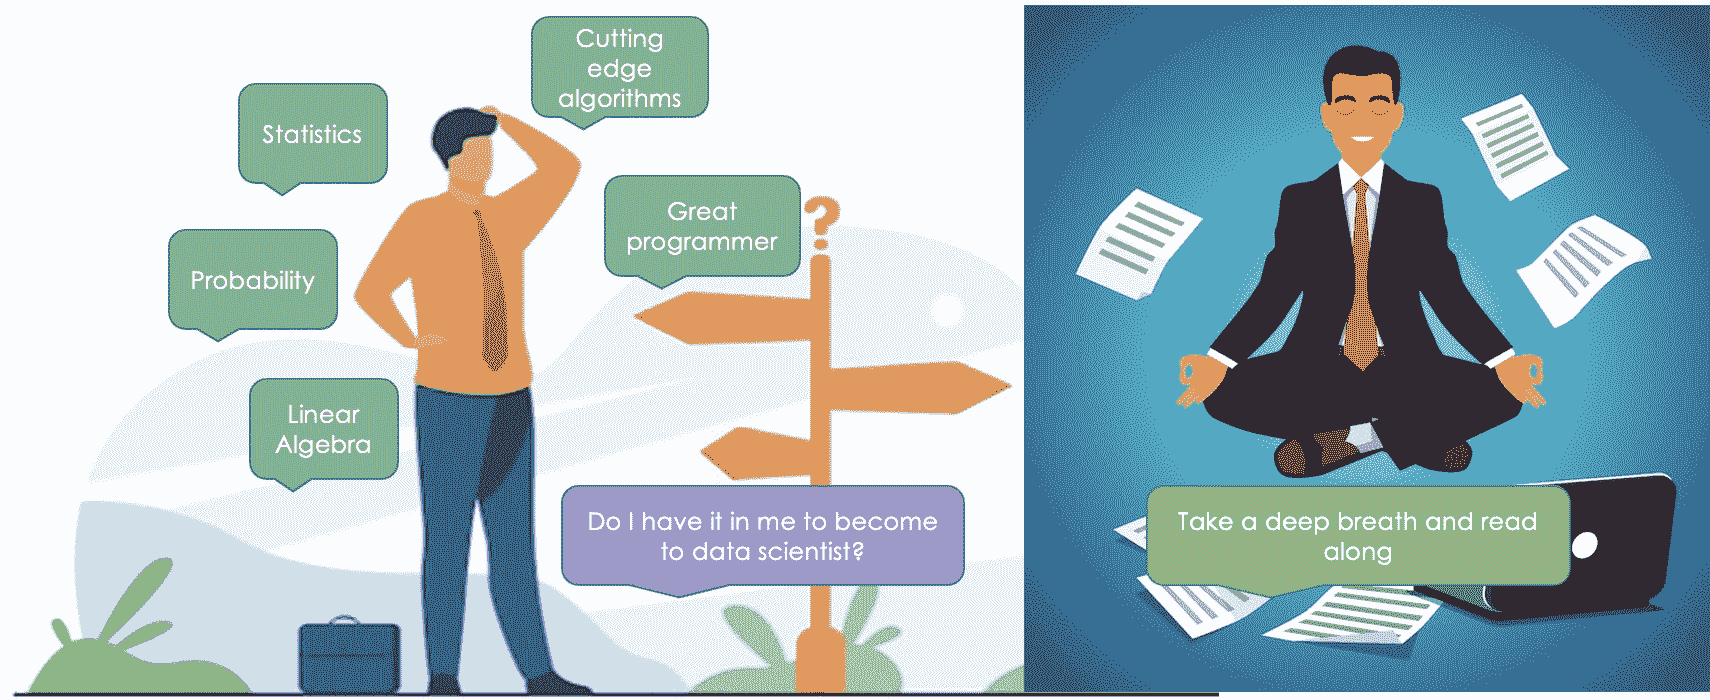 Cutting
edge
algorithms
Statistics
Great
programmer
?
Probability
Linear
Algebra
Do I have it in me to become
to data scientist?
Take a deep breath and read
along